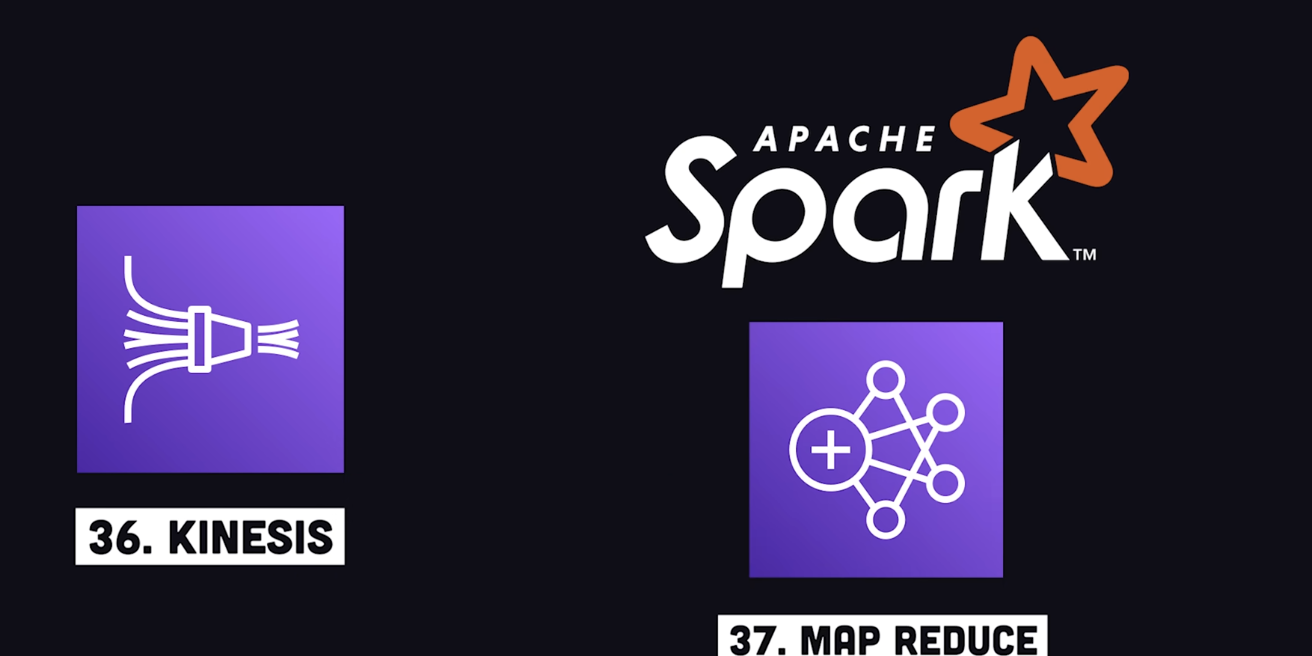 APACHE
Spark™
36. KINESIS
37. MAP REDUCE